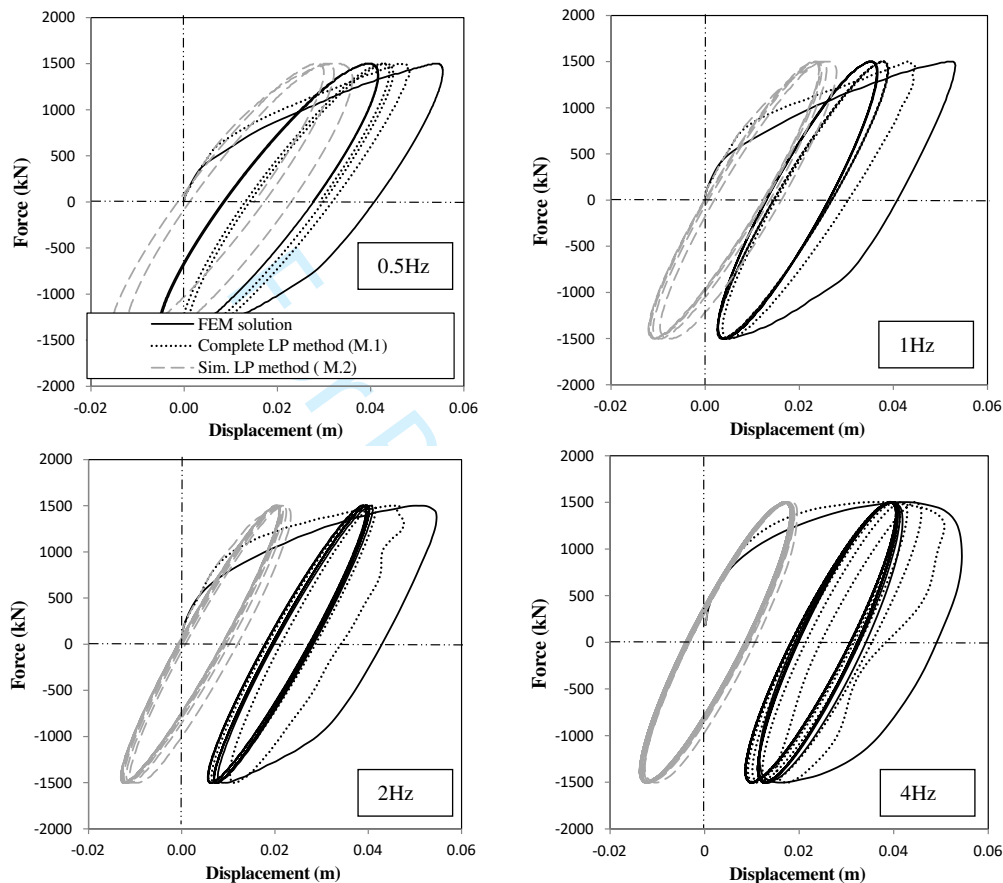 2000
1500
1000
500
0
-500
-1000
-1500
-2000
Force (kN)
0.5Hz
FEM solution
Complete LP method (M.1)
Sim. LP method ( M.2)
-0.02 0.00 0.02 0.04 0.06
Displacement (m)
2000
1500
1000
500
0
-500
-1000
-1500
-2000
Force (kN)
1Hz
-0.02 0.00 0.02 0.04 0.06
Displacement (m)
2000
1500
1000
500
0
500
-1000
-1500
-2000
Force (kN)
2Hz
-0.02 0.00 0.02 0.04 0.06
Displacement (m)
2000
1500
1000
500
0
500
-1000
-1500
-2000
Force (kN)
4Hz
-0.02 0 0.02 0.04 0.06
Displacement (m)